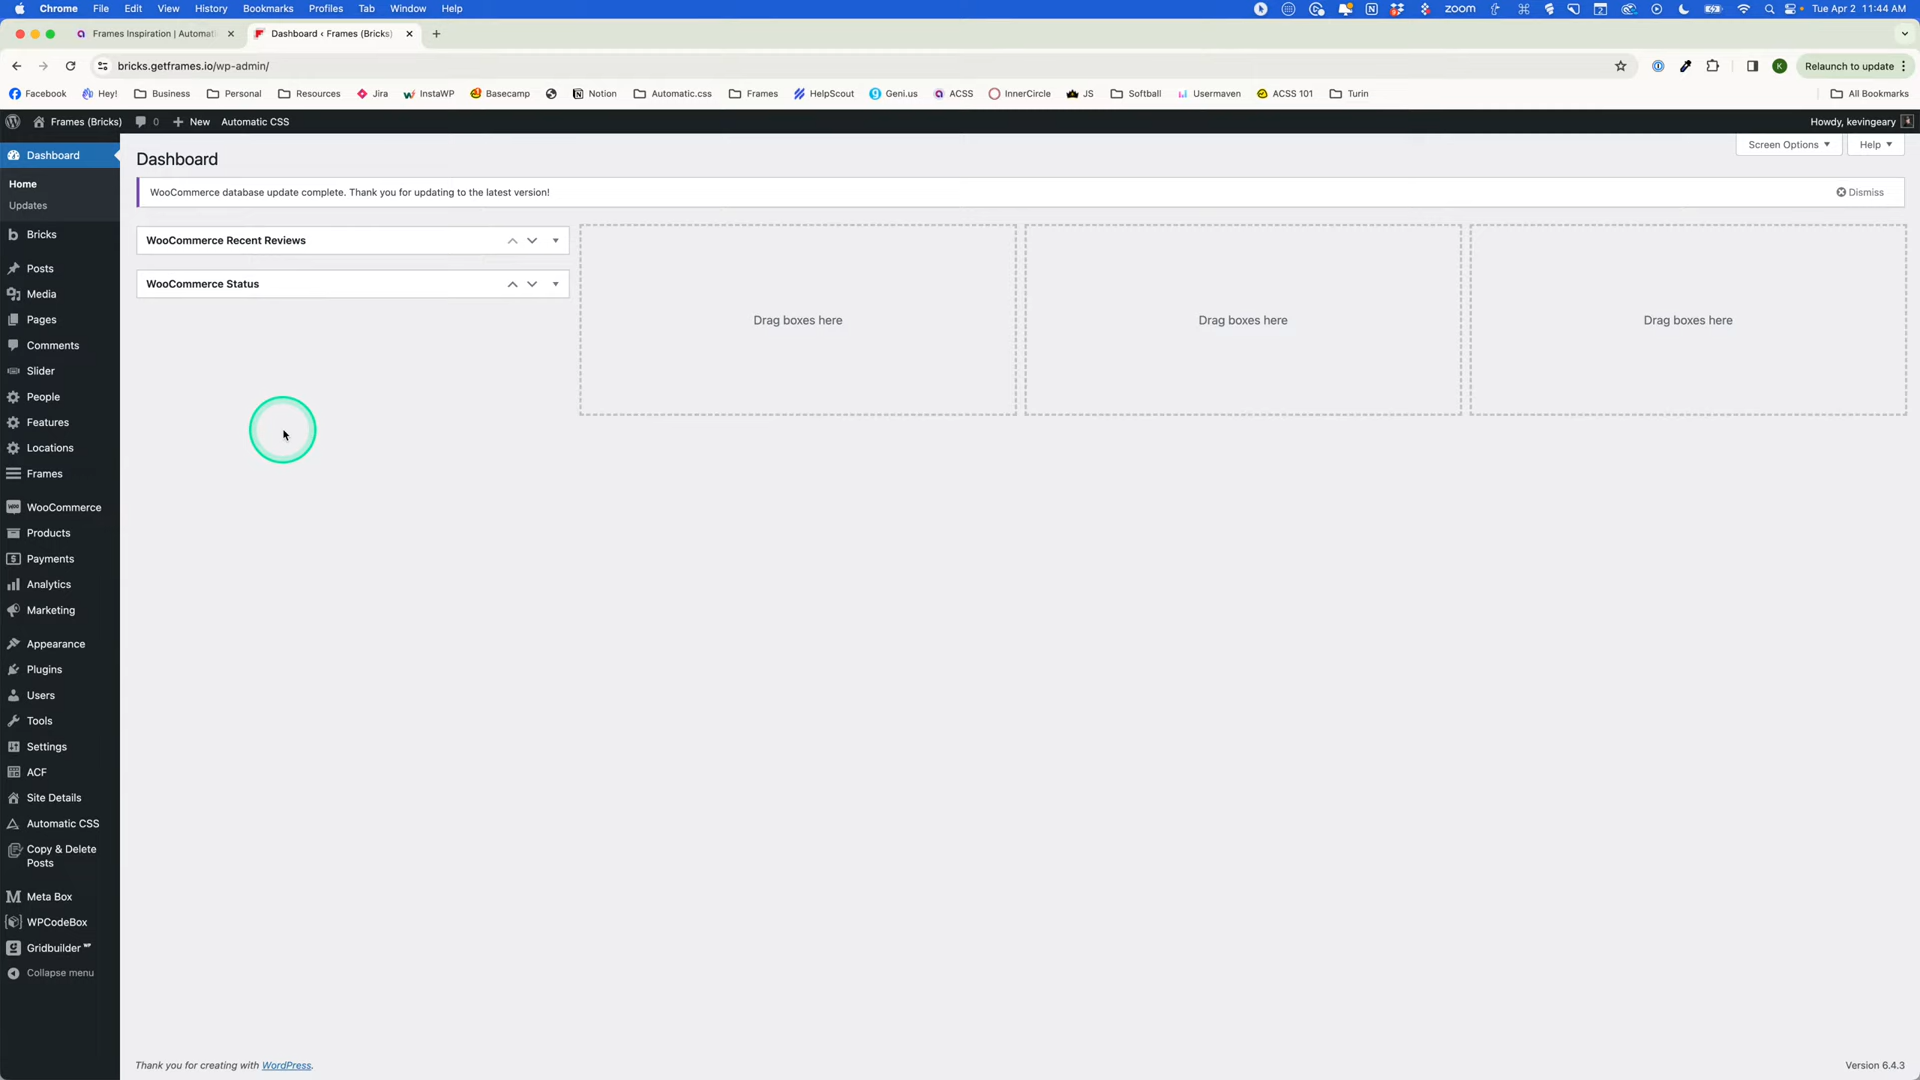 Chrome File Edit View History Bookmarks Profiles Tab Window Help zoom Tue Apr 2 11:44 AM
Frames Inspiration | Automati Dashboard ‹ Frames (Bricks)
bricks.getframes.io/wp-admin/ K Relaunch to update
Facebook Hey! Business Personal Resources Jira InstaWP Basecamp Notion Automatic.css Frames HelpScout Geni.us ACSS InnerCircle JS Softball Usermaven ACSS 101 Turin All Bookmarks
Frames (Bricks) 0 New Automatic CSS Howdy, kevingeary
Screen Options Help
Dashboard
Home
Updates
Bricks
Posts
Media
Pages
Comments
Slider
People
Features
Locations
Frames
WooCommerce
Products
Payments
Analytics
Marketing
Appearance
Plugins
Users
Tools
Settings
ACF
Site Details
Automatic CSS
Copy & Delete
Posts
Meta Box
WPCodeBox
Gridbuilder ᵂᴾ
Collapse menu
Dashboard
WooCommerce database update complete. Thank you for updating to the latest version! Dismiss
WooCommerce Recent Reviews
WooCommerce Status
Drag boxes here Drag boxes here Drag boxes here
Thank you for creating with WordPress. Version 6.4.3